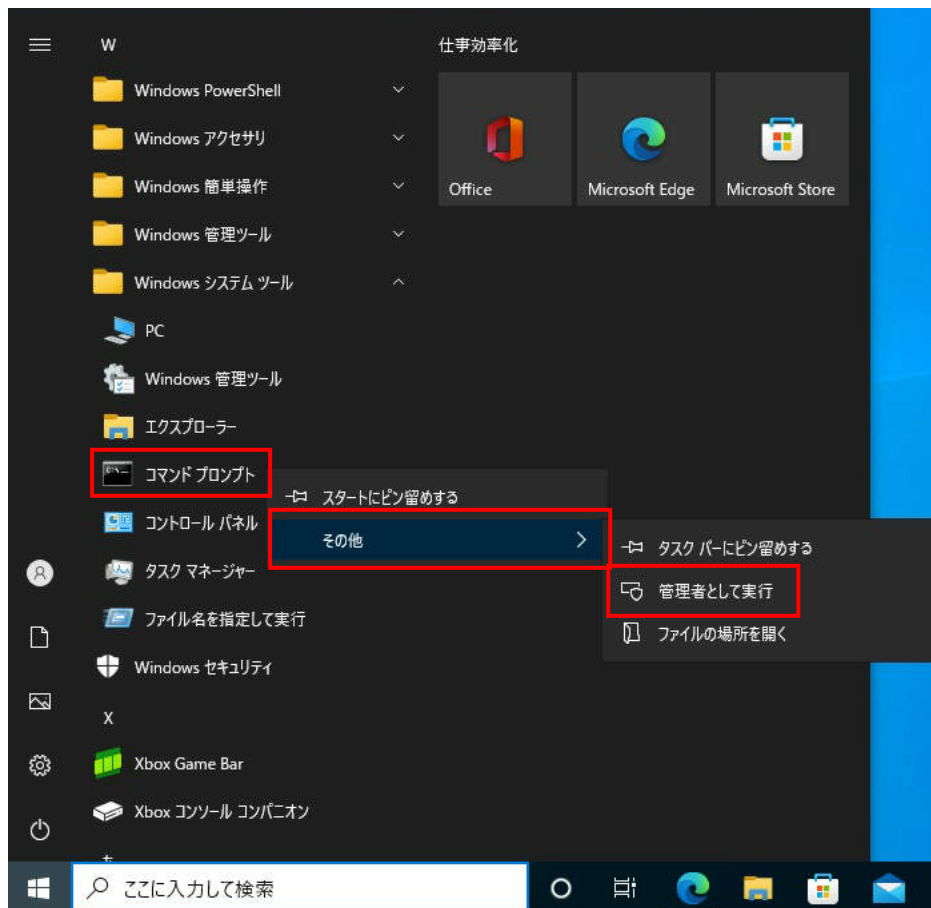 W
Windows PowerShell
Windows アクセサリ
Windows 簡単操作
Windows 管理ツール
Windows システム ツール
PC
Windows 管理ツール
エクスプローラー
コマンド プロンプト
コントロール パネル
タスク マネージャー
ファイル名を指定して実行
Windows セキュリティ
X
Xbox Game Bar
Xbox コンソール コンパニオン
仕事効率化
Office
Microsoft Edge
Microsoft Store
スタートにピン留めする
その他
タスク バーにピン留めする
管理者として実行
ファイルの場所を開く
ここに入力して検索